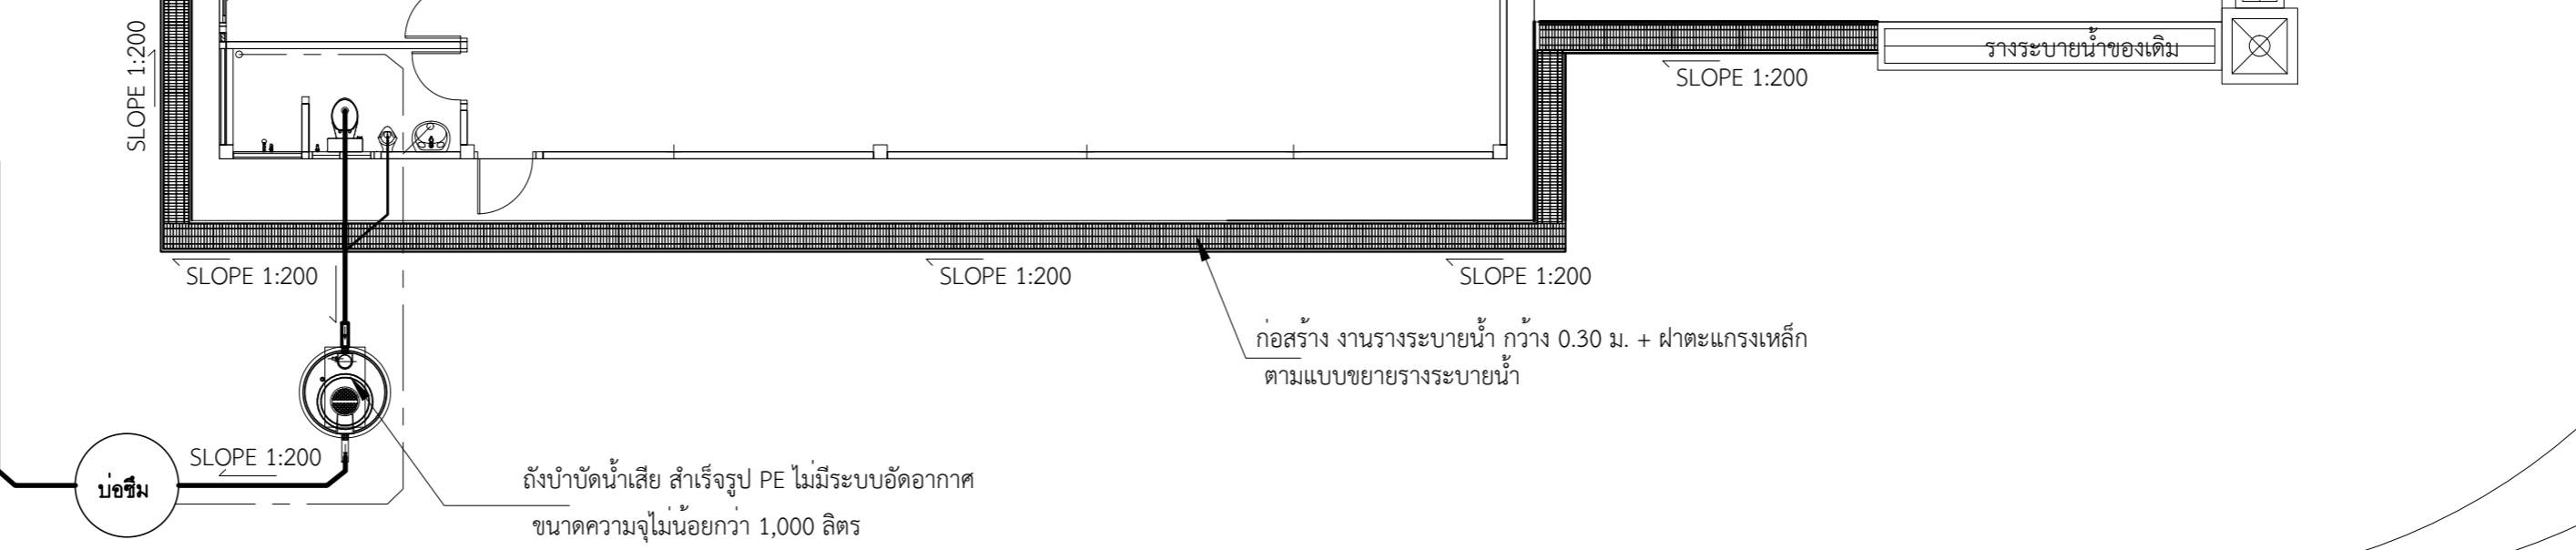 SLOPE 1:200
รางระบายน้ำของเดิม
SLOPE 1:200
SLOPE 1:200
SLOPE 1:200
SLOPE 1:200
ก่อสร้าง งานรางระบายน้ำ กว้าง 0.30 ม. + ฝาตะแกรงเหล็ก
ตามแบบขยายรางระบายน้ำ
SLOPE 1:200
บ่อซึม
ถังบำบัดน้ำเสีย สำเร็จรูป PE ไม่มีระบบอัดอากาศ
ขนาดความจุไม่น้อยกว่า 1,000 ลิตร